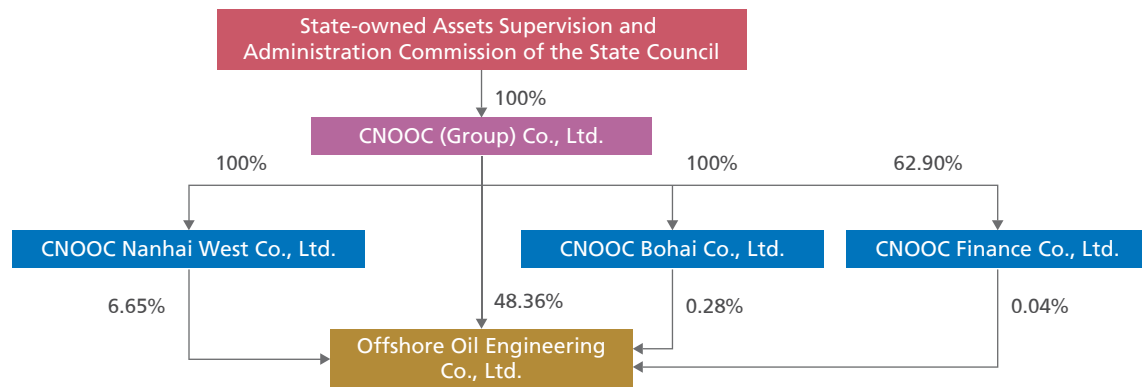 State-owned Assets Supervision and
Administration Commission of the State Council
100%
CNOOC (Group) Co., Ltd.
100%
100%
62.90%
CNOOC Nanhai West Co., Ltd.
CNOOC Bohai Co., Ltd.
CNOOC Finance Co., Ltd.
6.65%
48.36%
0.28%
0.04%
Offshore Oil Engineering
Co., Ltd.